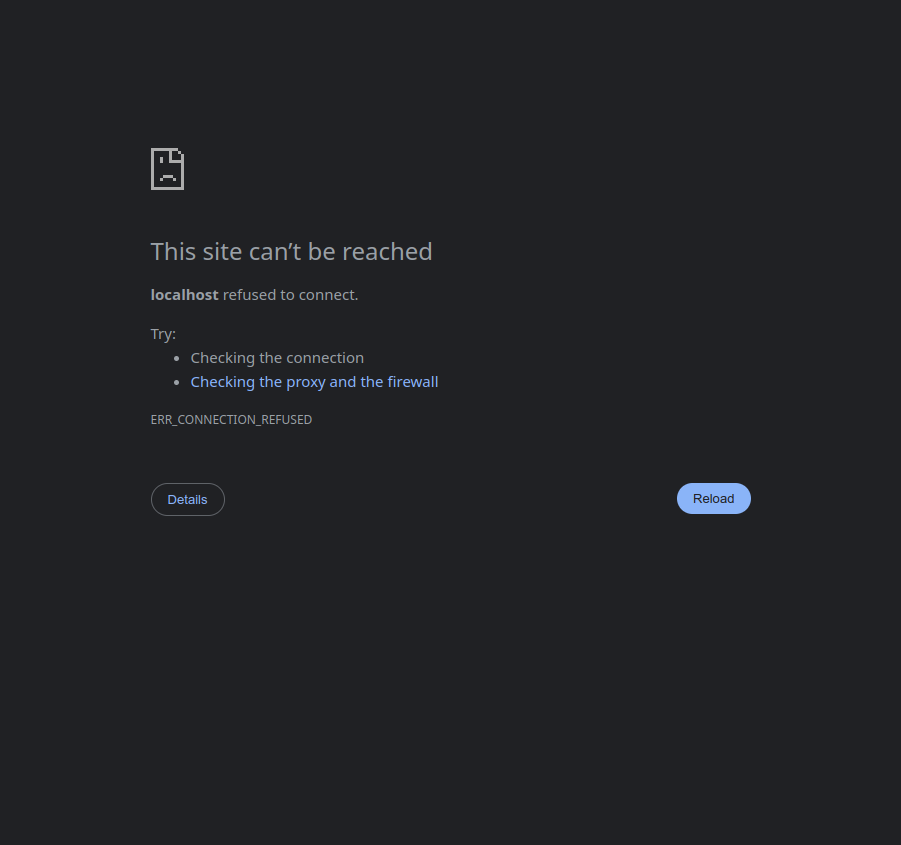 This site can’t be reached
localhost refused to connect.
Try:
Checking the connection
Checking the proxy and the firewall
ERR_CONNECTION_REFUSED
Details
Reload